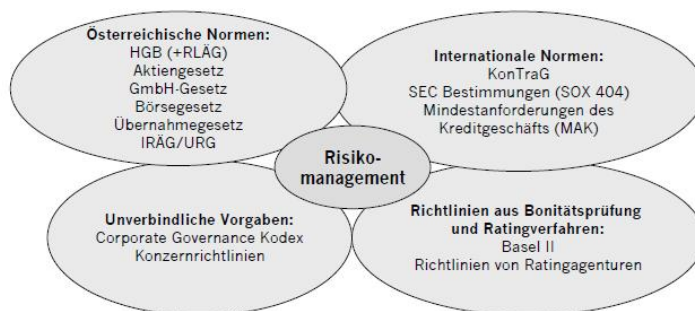 Österreichische Normen:
HGB (+RLÄG)
Aktiengesetz
GmbH-Gesetz
Börsegesetz
Übernahmegesetz
IRÄG/URG
Internationale Normen:
KonTraG
SEC Bestimmungen (SOX 404)
Mindestanforderungen des
Kreditgeschäfts (MAK)
Risiko-
management
Unverbindliche Vorgaben:
Corporate Governance Kodex
Konzernrichtlinien
Richtlinien aus Bonitätsprüfung
und Ratingverfahren:
Basel II
Richtlinien von Ratingagenturen